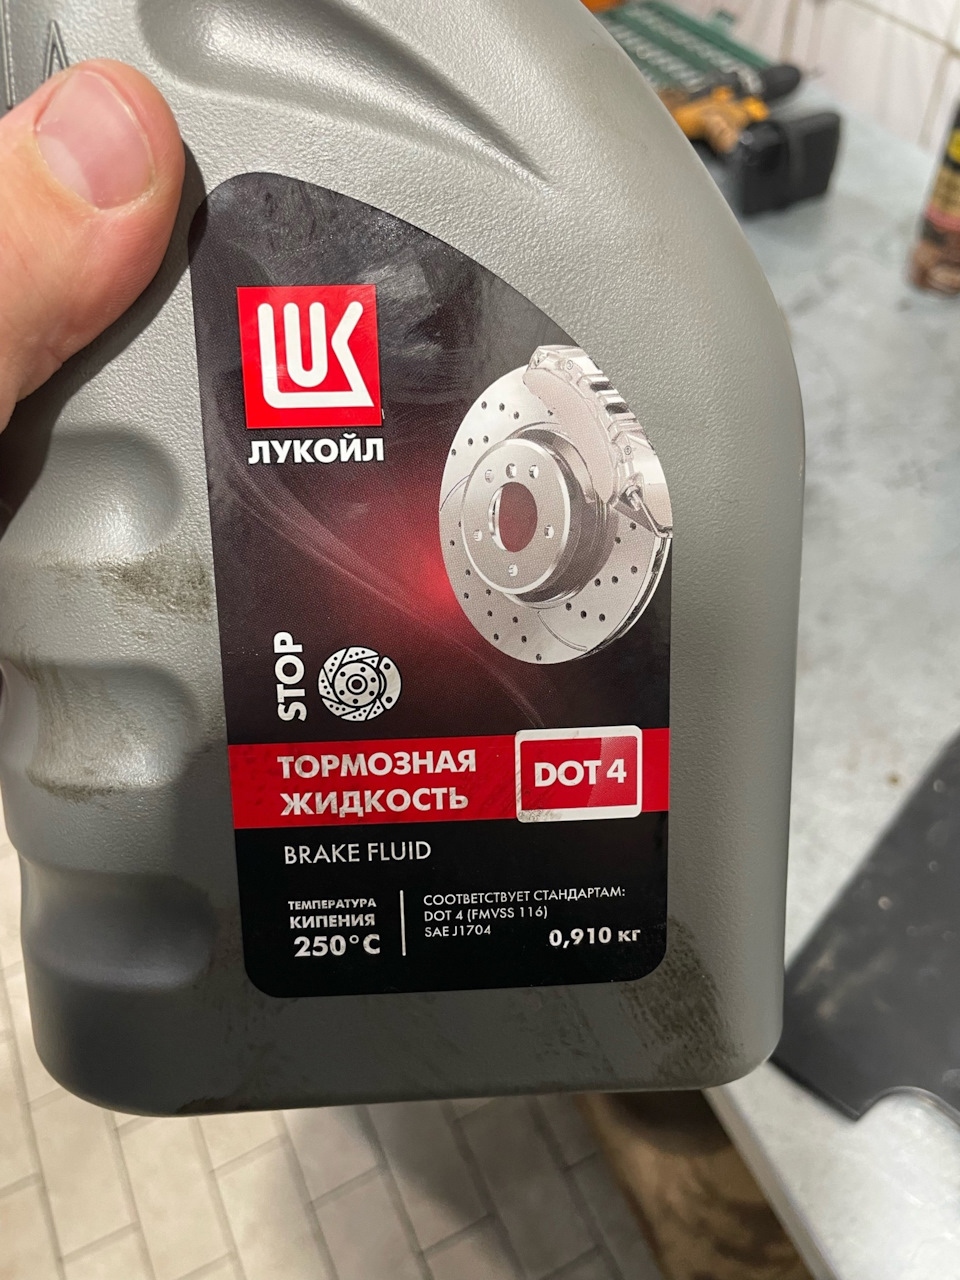 ЛУКОЙЛ
STOP
ТОРМОЗНАЯ
ЖИДКОСТЬ
DOT 4
BRAKE FLUID
ТЕМПЕРАТУРА
КИПЕНИЯ
250°C
СООТВЕТСТВУЕТ СТАНДАРТАМ:
DOT 4 (FMVSS 116)
SAE J1704
0,910 кг